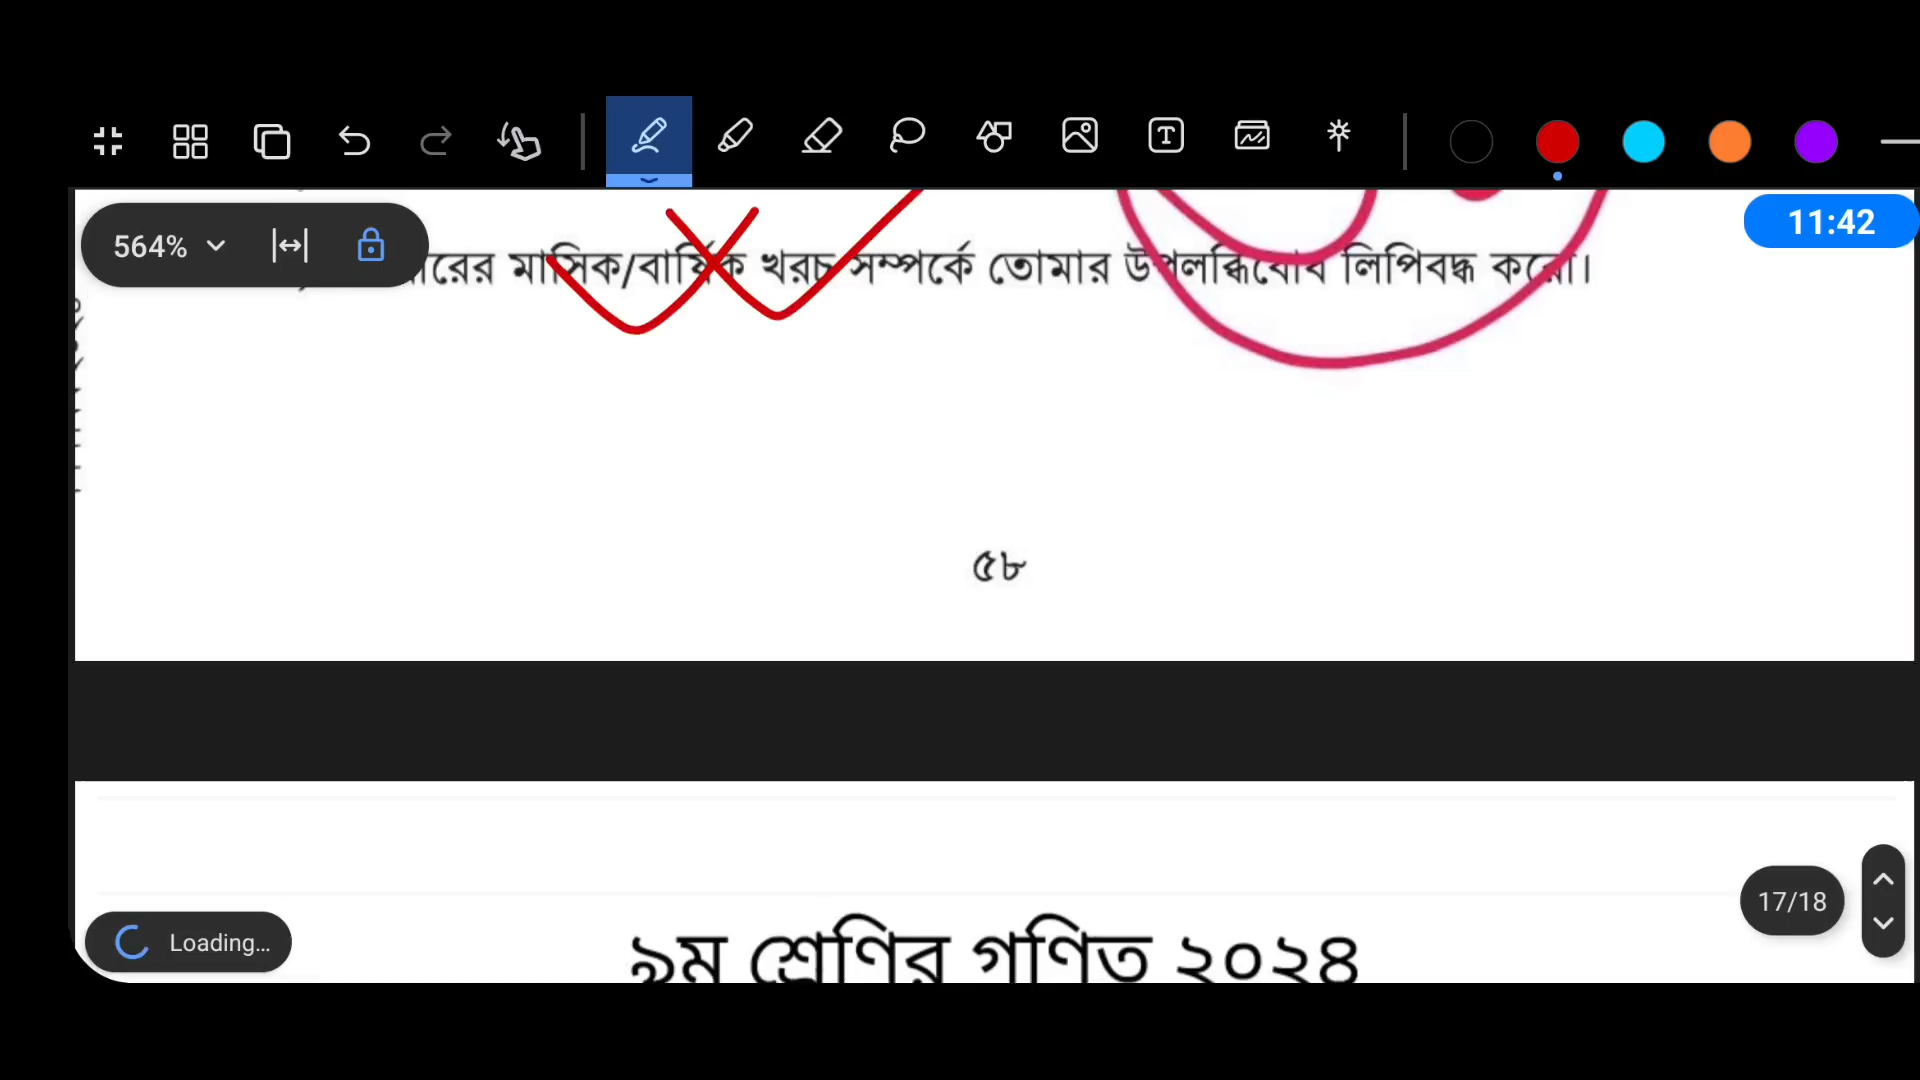 564%
11:42
মাসিক/বার্ষিক খরচ সম্পর্কে তোমার উপলব্ধিবোধ লিপিবদ্ধ করো।
৫৮
17/18
Loading...
৯ম শ্রেণির গণিত ২০২৪